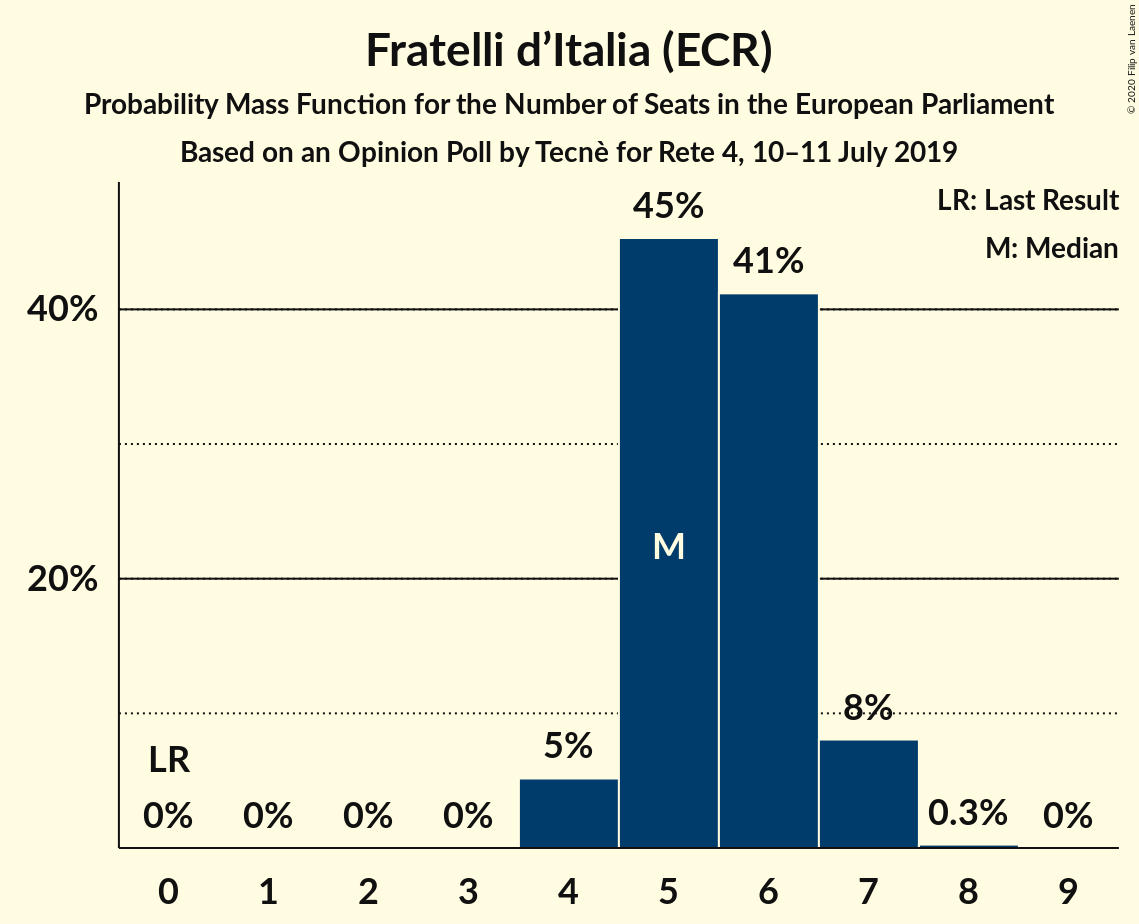 Fratelli d’Italia (ECR)
Probability Mass Function for the Number of Seats in the European Parliament
Based on an Opinion Poll by Tecnè for Rete 4, 10–11 July 2019
© 2020 Filip van Laenen
LR: Last Result
M: Median
45%
41%
40%
M
20%
8%
5%
LR
0% 0% 0% 0% 0.3% 0%
0 1 2 3 4 5 6 7 8 9